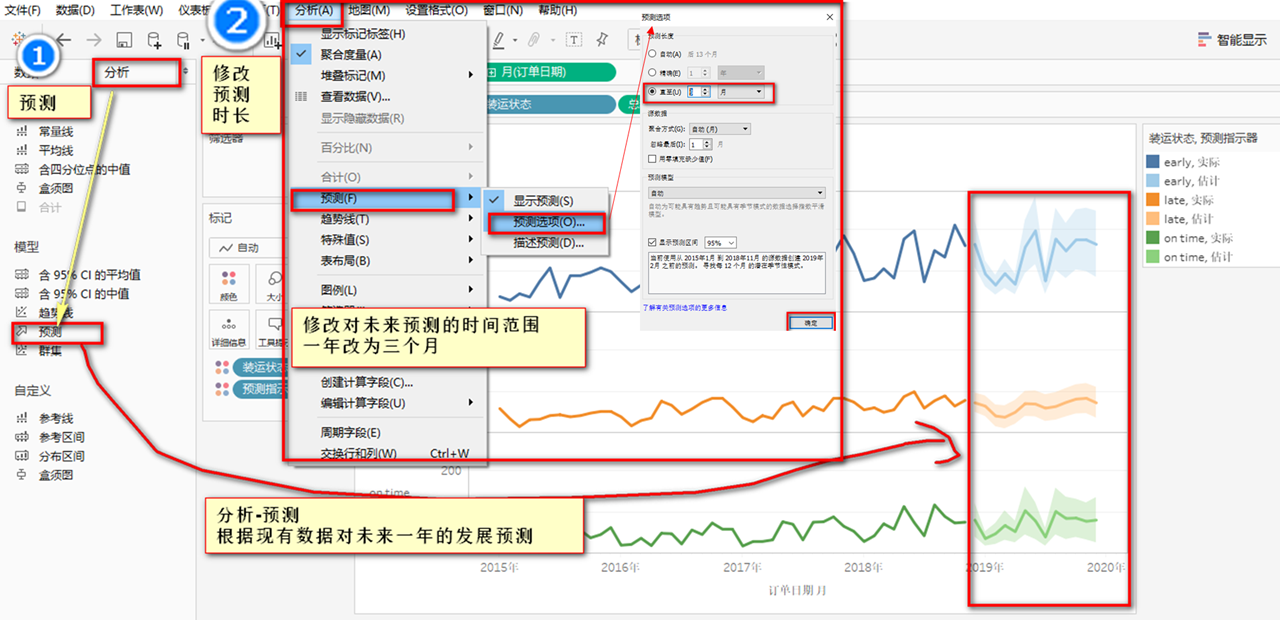 文件(F) 数据(D) 工作表(W) 仪表板 (T) 分析(A) 地图(M) 设置格式(O) 窗口(N) 帮助(H)
1
2
智能显示
分析
预测
修改
预测
时长
常量线
平均线
含四分位点的中值
盒须图
合计
模型
含 95% CI 的平均值
含 95% CI 的中值
趋势线
预测
群集
自定义
参考线
参考区间
分布区间
盒须图
筛选器
标记
自动
颜色
大小
详细信息
装运状态
预测指示
显示标记标签(H)
聚合度量(A)
堆叠标记(M)
查看数据(V)...
显示隐藏数据(R)
百分比(N)
合计(O)
预测(F)
趋势线(T)
特殊值(S)
表布局(B)
图例(L)
创建计算字段(C)...
编辑计算字段(U)
周期字段(E)
交换行和列(W) Ctrl+W
显示预测(S)
预测选项(O)...
描述预测(D)...
修改对未来预测的时间范围
一年改为三个月
月(订单日期)
装运状态
预测选项
预测长度
自动(A) 后 13 个月
精确(E) 1 年
直至(U) 月
源数据
聚合方式(G): 自动 (月)
忽略最后(I): 1 月
用零填充缺少值(F)
预测模型
自动
自动为可能具有趋势且可能具有季节模式的数据选择指数平滑
模型。
显示预测区间 95%
当前使用从 2015年1月 到 2018年11月 的源数据创建 2019年
2月 之前的预测。 寻找每 12 个月 的潜在季节性模式。
了解有关预测选项的更多信息
确定
装运状态, 预测指示器
early, 实际
early, 估计
late, 实际
late, 估计
on time, 实际
on time, 估计
200
on time
分析-预测
根据现有数据对未来一年的发展预测
2015年 2016年 2017年 2018年 2019年 2020年
订单日期 月